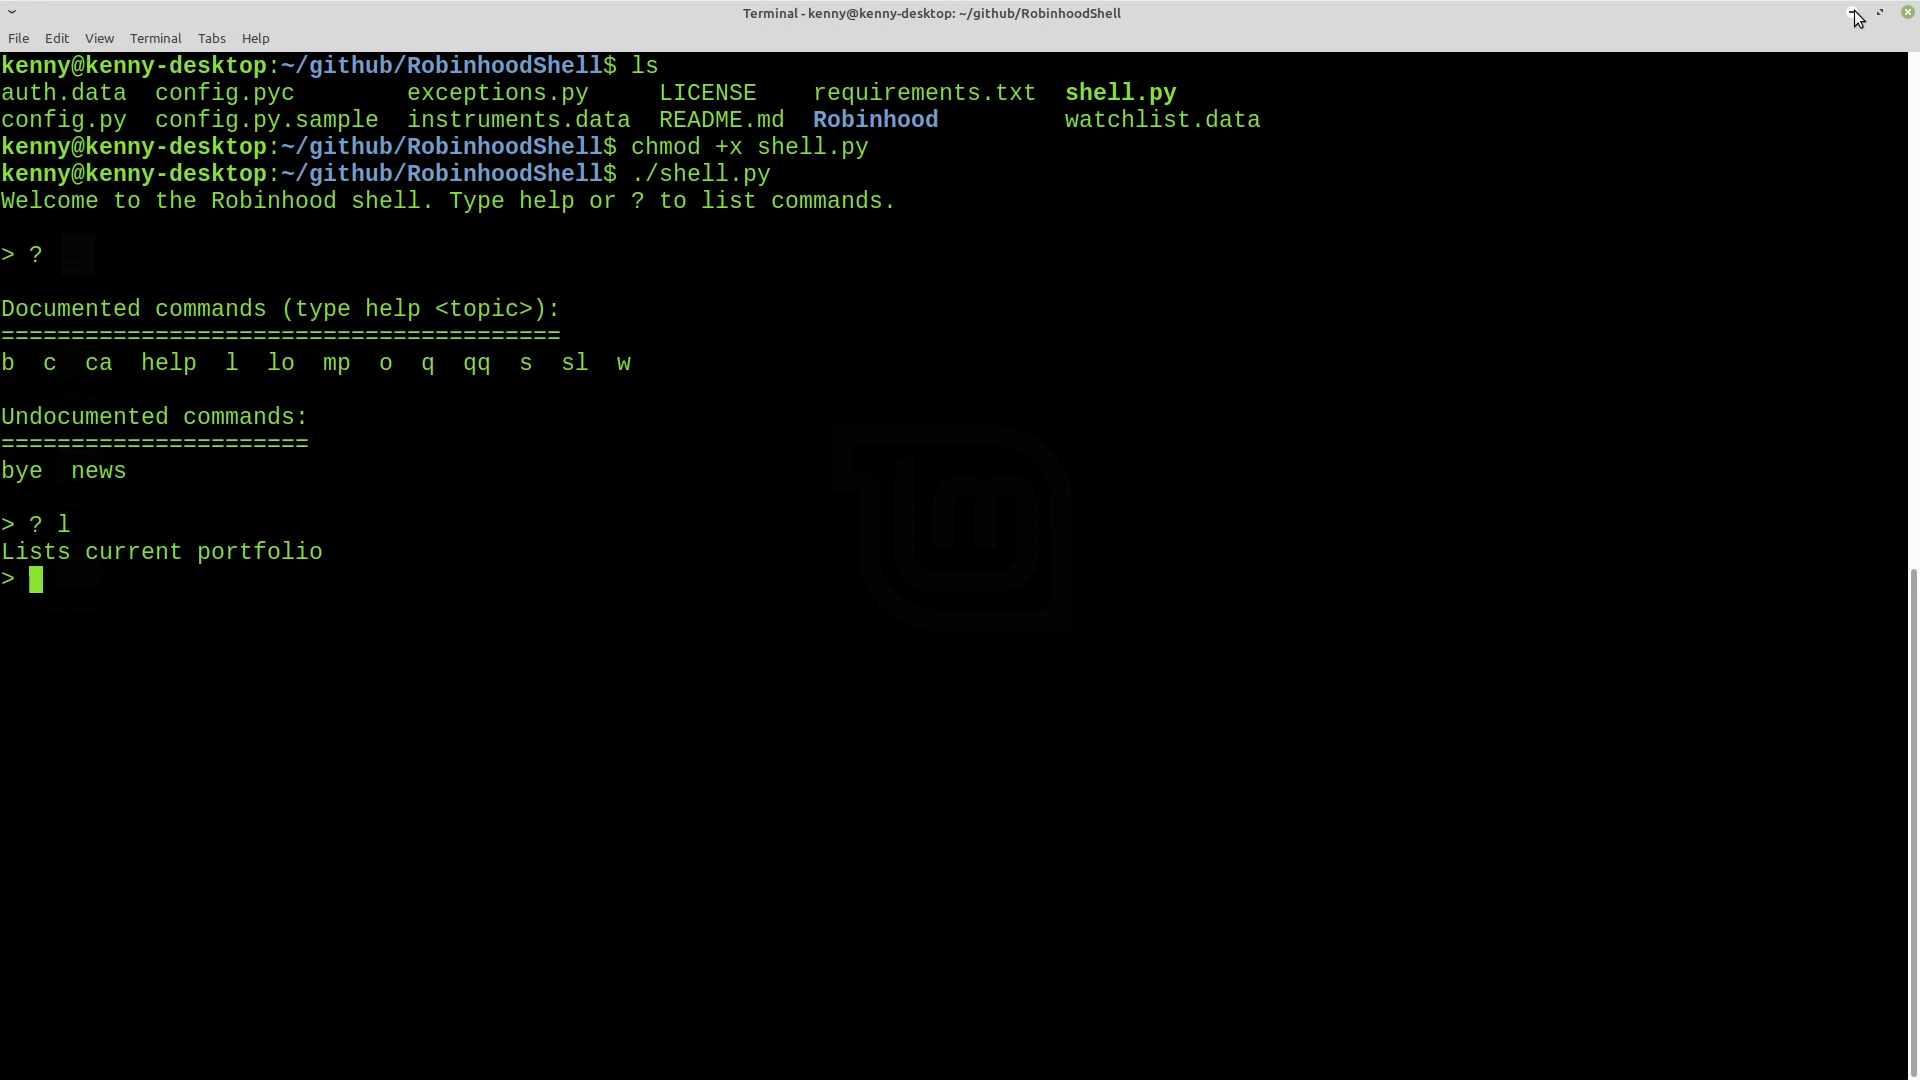 Terminal - kenny@kenny-desktop: ~/github/RobinhoodShell
File Edit View Terminal Tabs Help
kenny@kenny-desktop:~/github/RobinhoodShell$ ls
auth.data  config.pyc        exceptions.py     LICENSE    requirements.txt  shell.py
config.py  config.py.sample  instruments.data  README.md  Robinhood         watchlist.data
kenny@kenny-desktop:~/github/RobinhoodShell$ chmod +x shell.py
kenny@kenny-desktop:~/github/RobinhoodShell$ ./shell.py
Welcome to the Robinhood shell. Type help or ? to list commands.
> ?
Documented commands (type help <topic>):
========================================
b  c  ca  help  l  lo  mp  o  q  qq  s  sl  w
Undocumented commands:
======================
bye  news
> ? l
Lists current portfolio
>